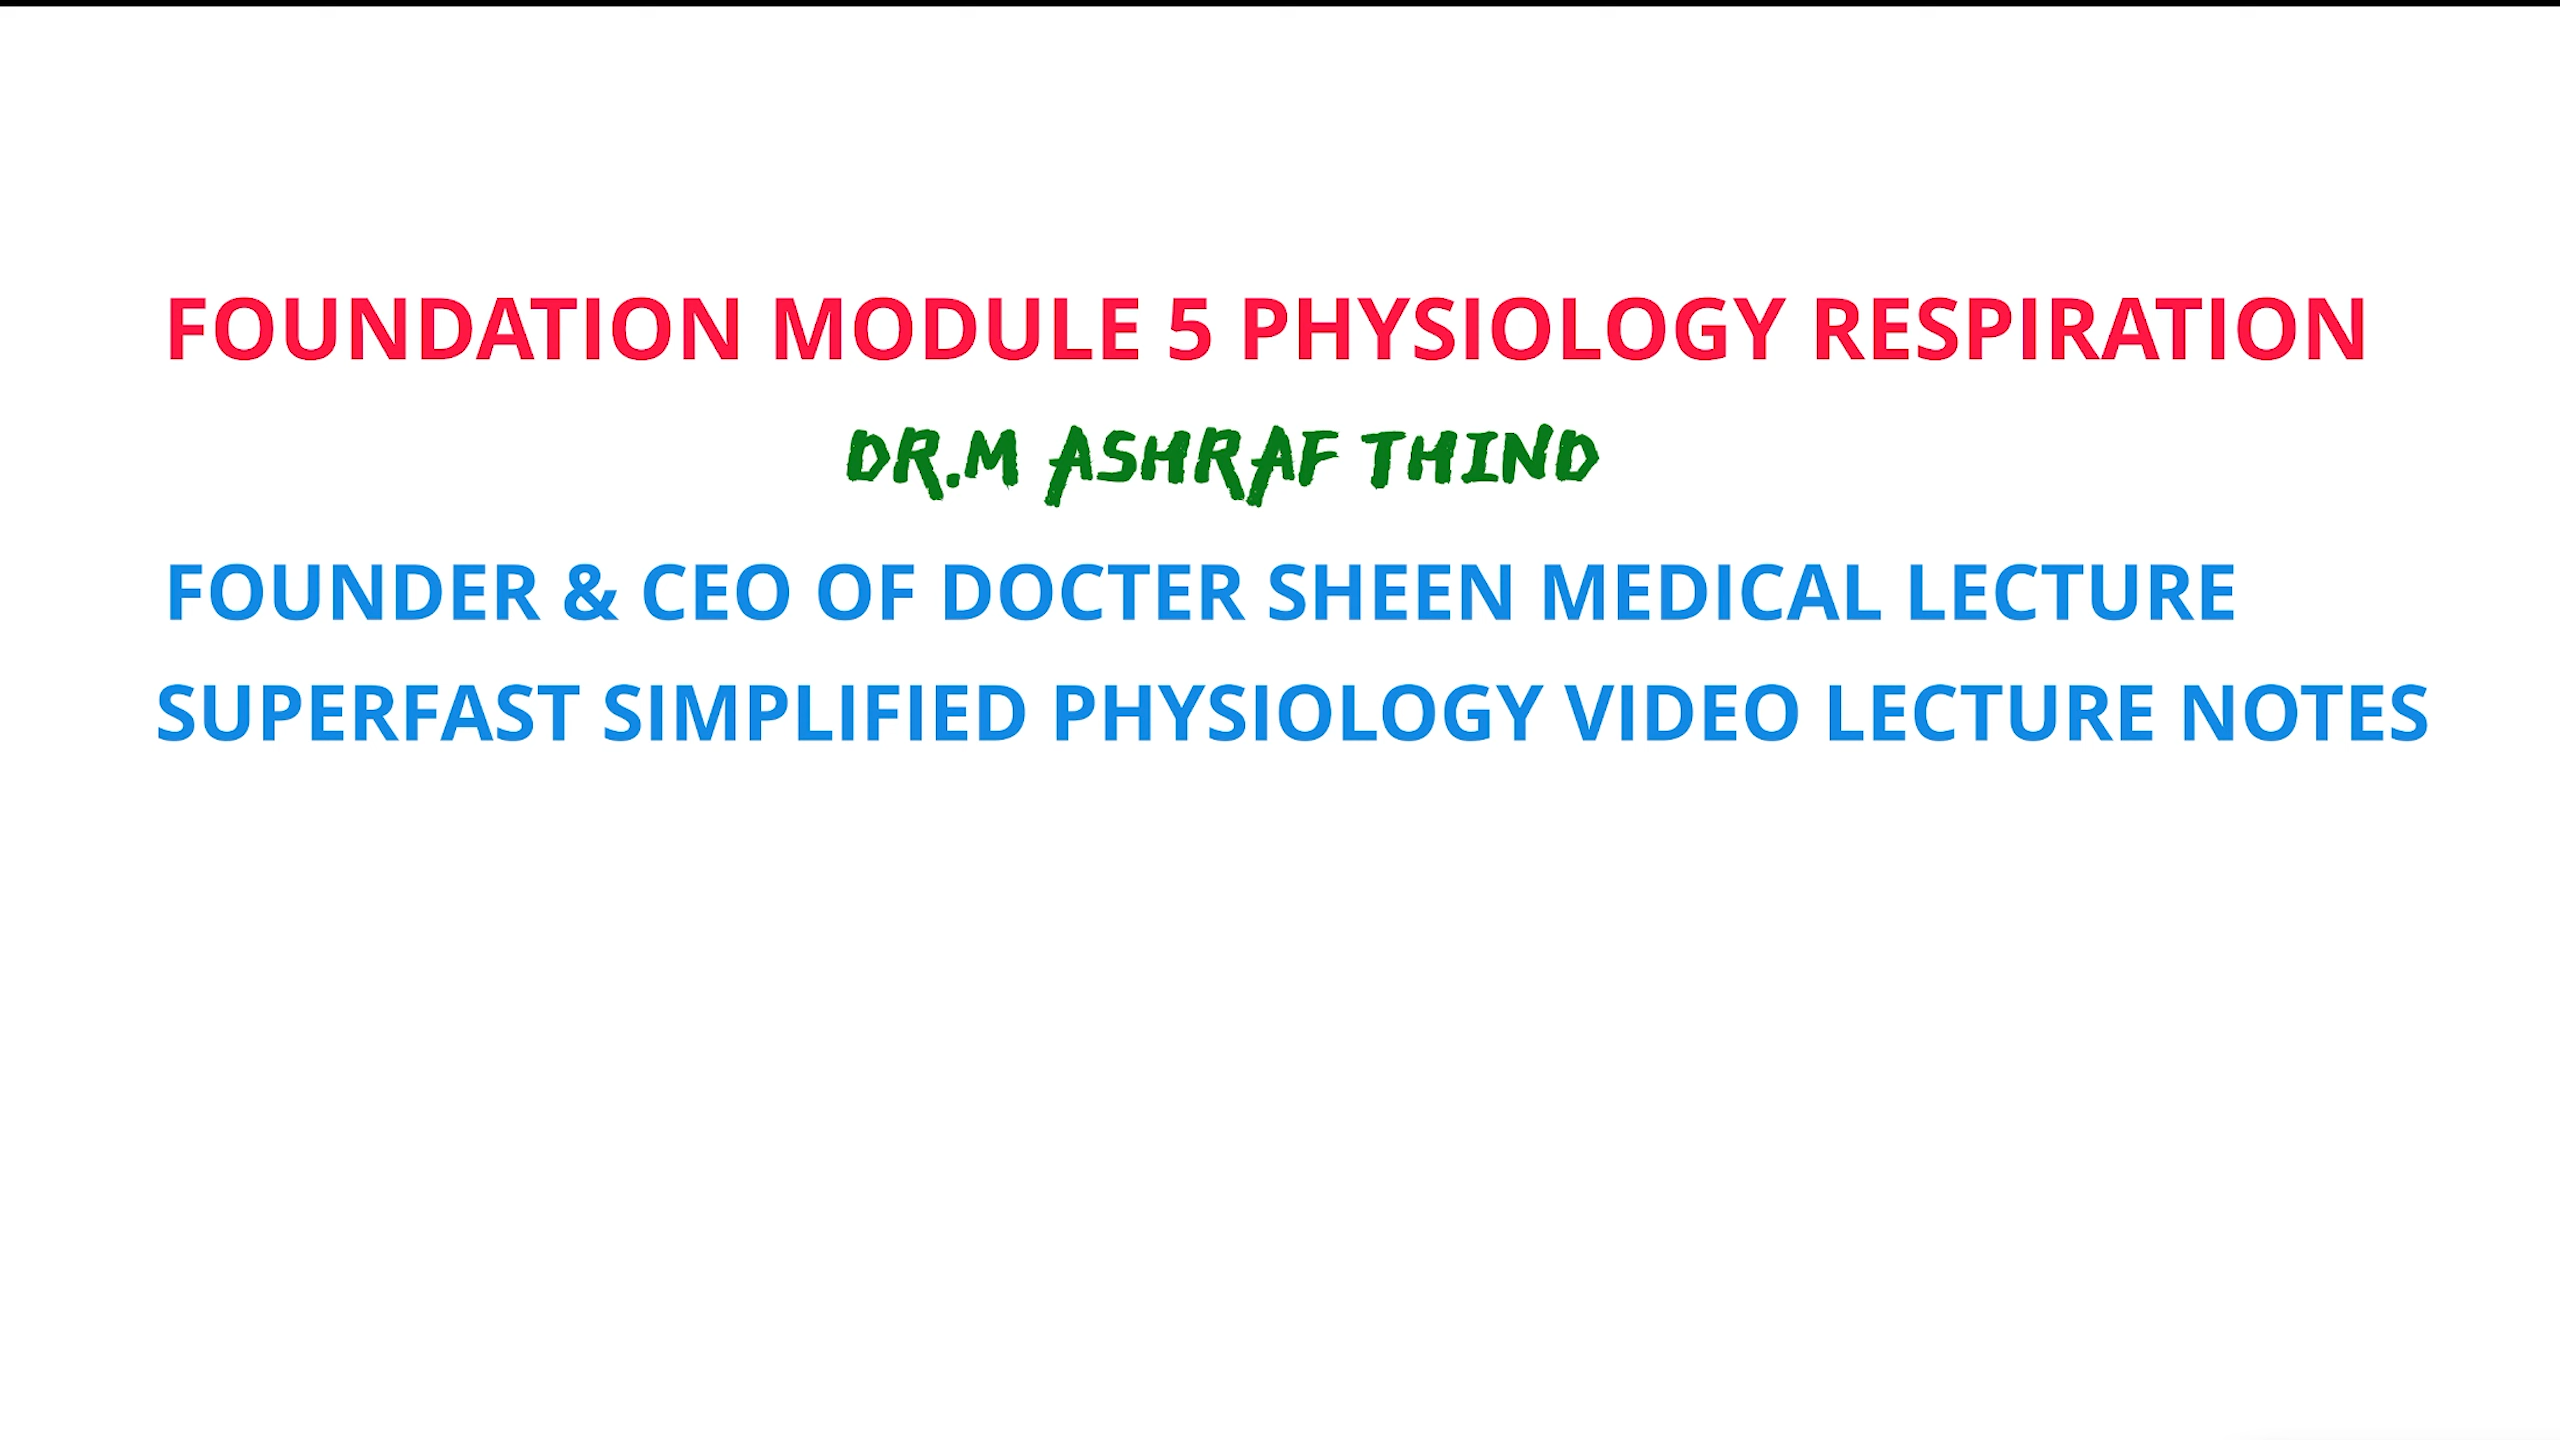 FOUNDATION MODULE 5 PHYSIOLOGY RESPIRATION
DR.M ASHRAF THIND
FOUNDER & CEO OF DOCTER SHEEN MEDICAL LECTURE
SUPERFAST SIMPLIFIED PHYSIOLOGY VIDEO LECTURE NOTES